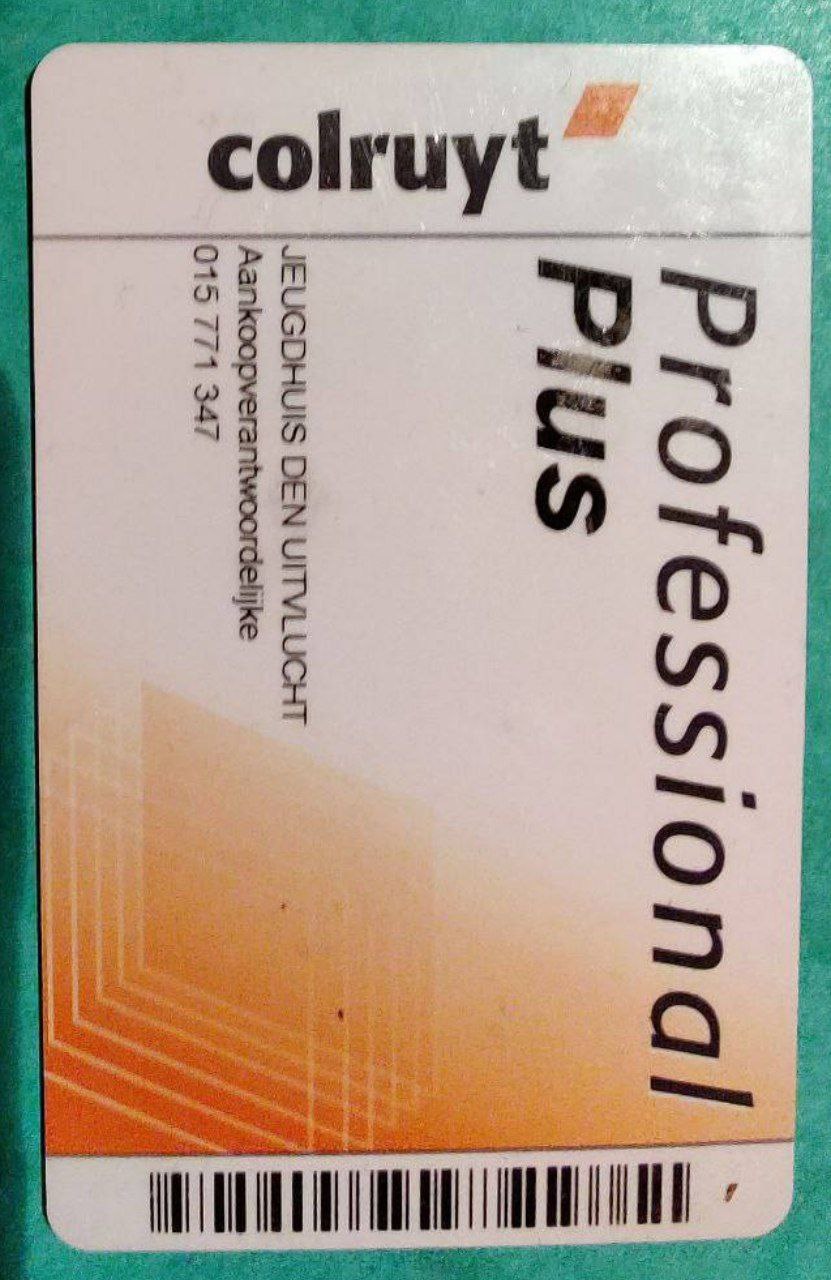 colruyt
Professional
Plus
JEUGDHUIS DEN UITVLUCHT
Aankoopverantwoordelijke
015 771 347